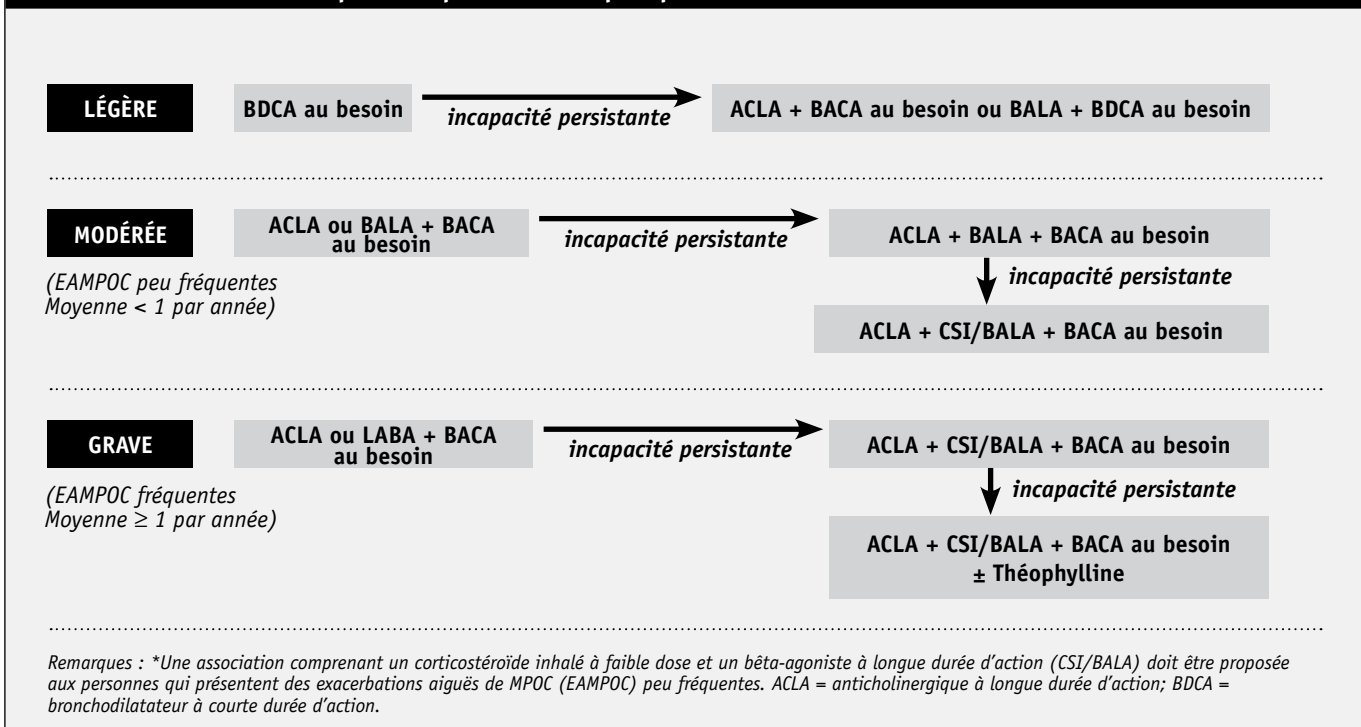 LÉGÈRE
BDCA au besoin
incapacité persistante
ACLA + BACA au besoin ou BALA + BDCA au besoin
MODÉRÉE
(EAMPOC peu fréquentes
Moyenne < 1 par année)
ACLA ou BALA + BACA
au besoin
incapacité persistante
ACLA + BALA + BACA au besoin
incapacité persistante
ACLA + CSI/BALA + BACA au besoin
GRAVE
(EAMPOC fréquentes
Moyenne ≥ 1 par année)
ACLA ou LABA + BACA
au besoin
incapacité persistante
ACLA + CSI/BALA + BACA au besoin
incapacité persistante
ACLA + CSI/BALA + BACA au besoin
± Théophylline
Remarques : *Une association comprenant un corticostéroïde inhalé à faible dose et un bêta-agoniste à longue durée d'action (CSI/BALA) doit être proposée
aux personnes qui présentent des exacerbations aiguës de MPOC (EAMPOC) peu fréquentes. ACLA = anticholinergique à longue durée d'action; BDCA =
bronchodilatateur à courte durée d'action.